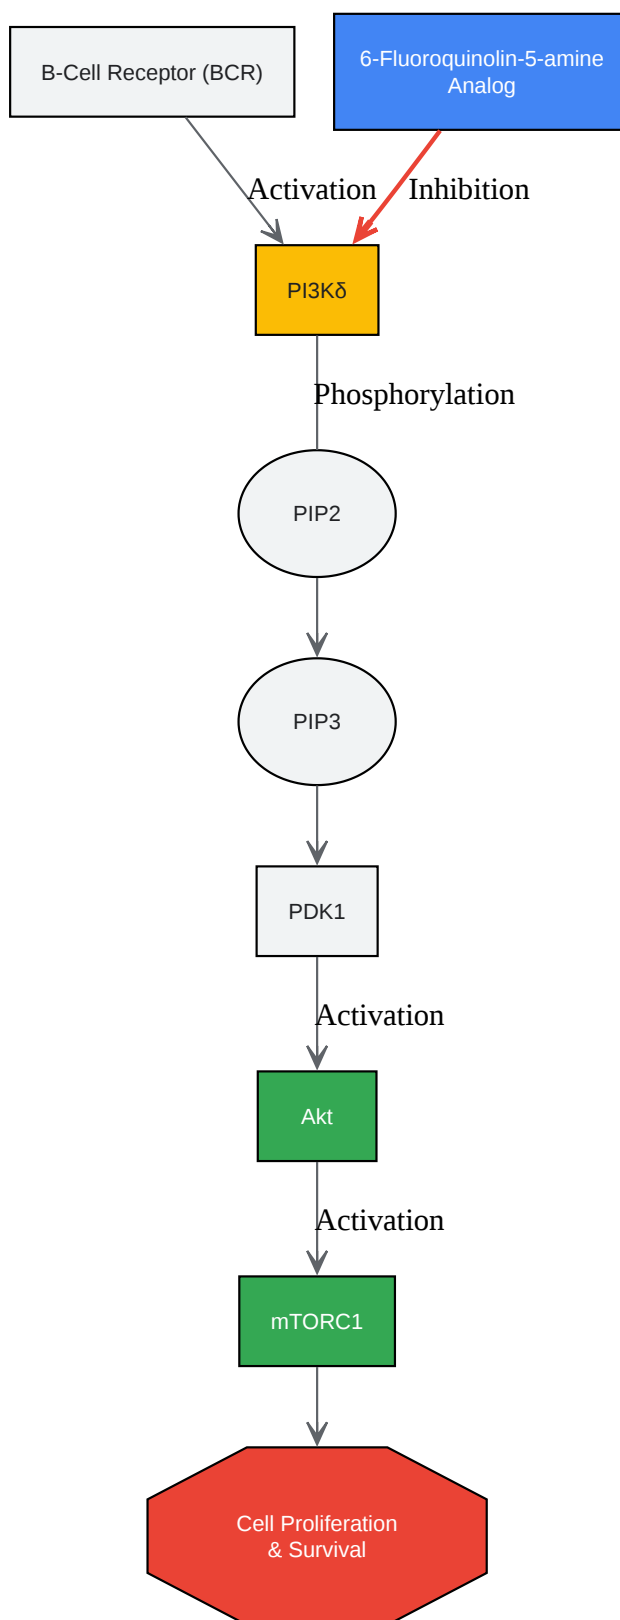 B-Cell Receptor (BCR)
6-Fluoroquinolin-5-amine
Analog
Activation
Inhibition
PI3Kδ
Phosphorylation
PIP2
PIP3
PDK1
Activation
Akt
Activation
mTORC1
Cell Proliferation
& Survival